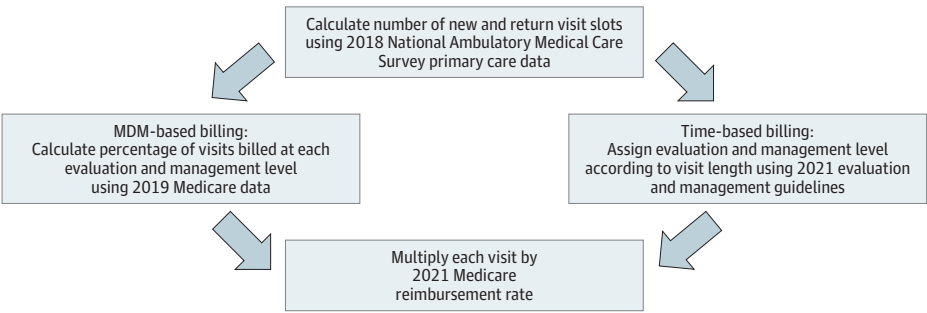 Calculate number of new and return visit slots
using 2018 National Ambulatory Medical Care
Survey primary care data
MDM-based billing:
Calculate percentage of visits billed at each
evaluation and management level
using 2019 Medicare data
Time-based billing:
Assign evaluation and management level
according to visit length using 2021 evaluation
and management guidelines
Multiply each visit by
2021 Medicare
reimbursement rate